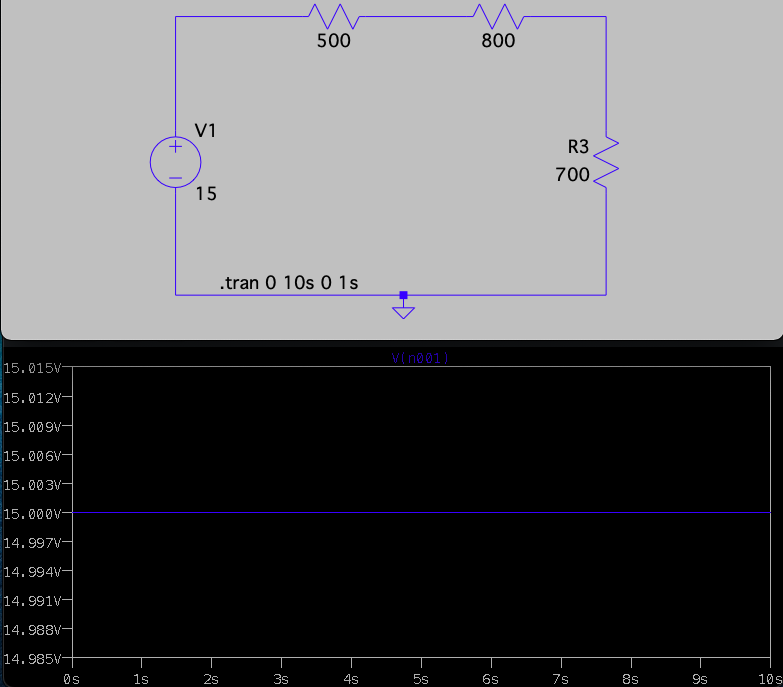 500
800
V1
R3
700
15
.tran 0 10s 0 1s
V(n001)
15.015V
15.012V
15.009V
15.006V
15.003V
15.000V
14.997V
14.994V
14.991V
14.988V
14.985V
0s 1s 2s 3s 4s 5s 6s 7s 8s 9s 10s